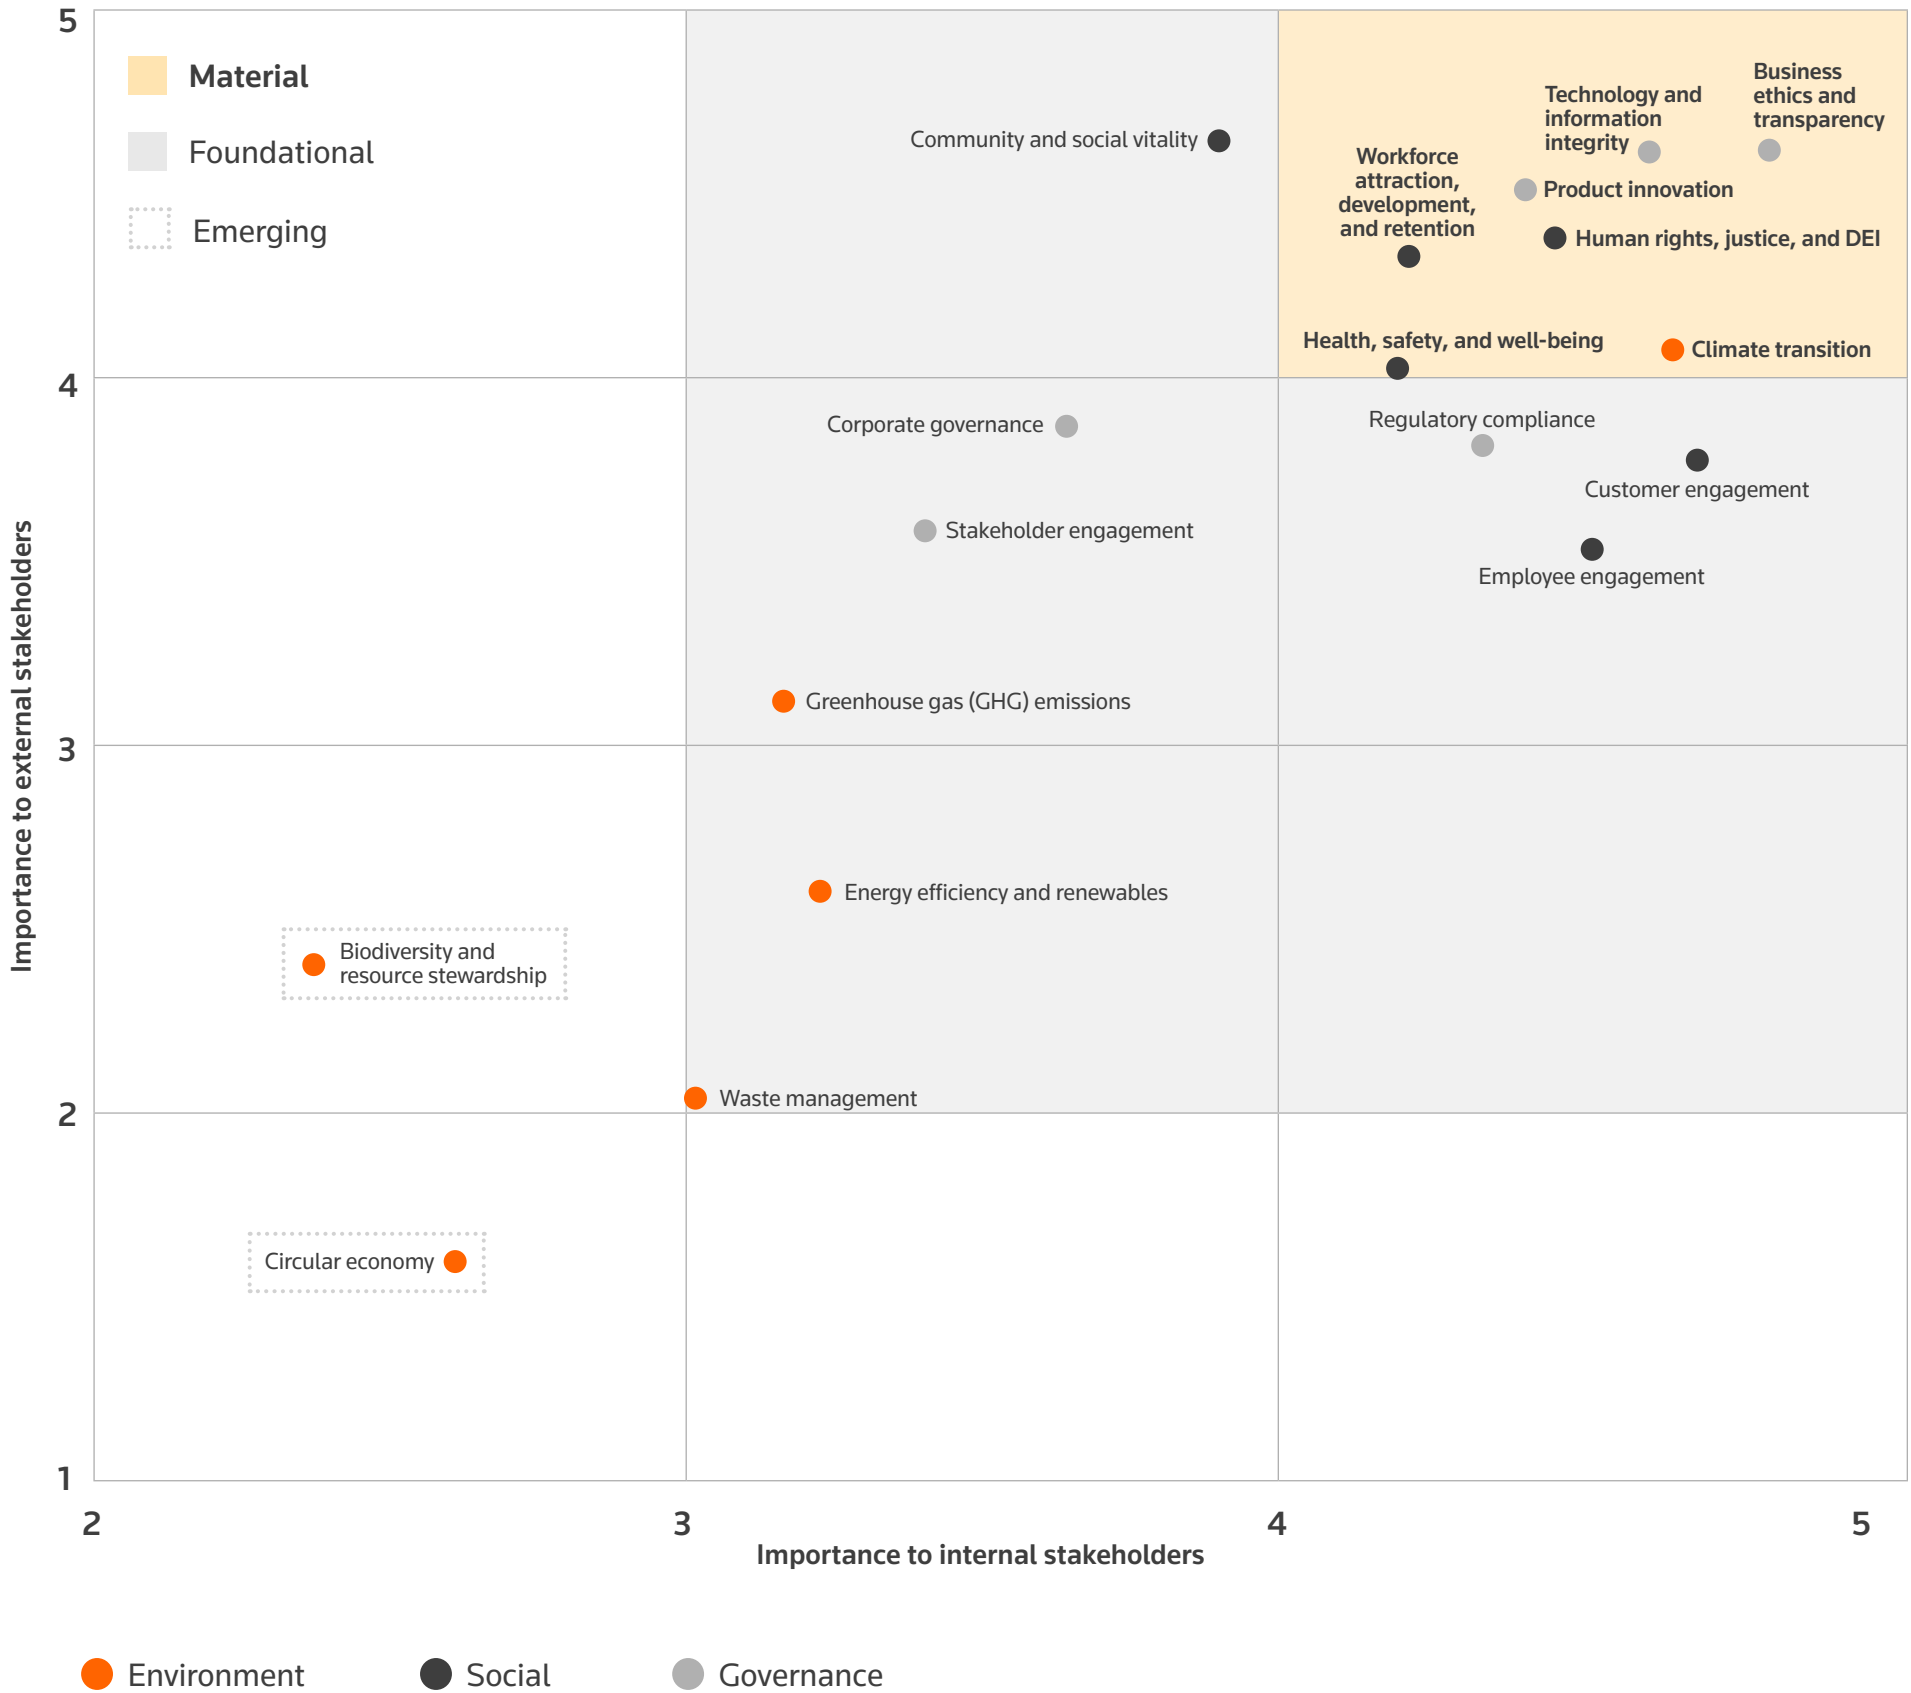 5
Material
Foundational
Emerging
Community and social vitality
Workforce
attraction,
development,
and retention
Technology and
information
integrity
Business
ethics and
transparency
Product innovation
Human rights, justice, and DEI
Health, safety, and well-being
Climate transition
4
Corporate governance
Regulatory compliance
Customer engagement
Stakeholder engagement
Employee engagement
Importance to external stakeholders
Greenhouse gas (GHG) emissions
3
Energy efficiency and renewables
Biodiversity and
resource stewardship
Waste management
2
Circular economy
1
2
3
4
5
Importance to internal stakeholders
Environment
Social
Governance